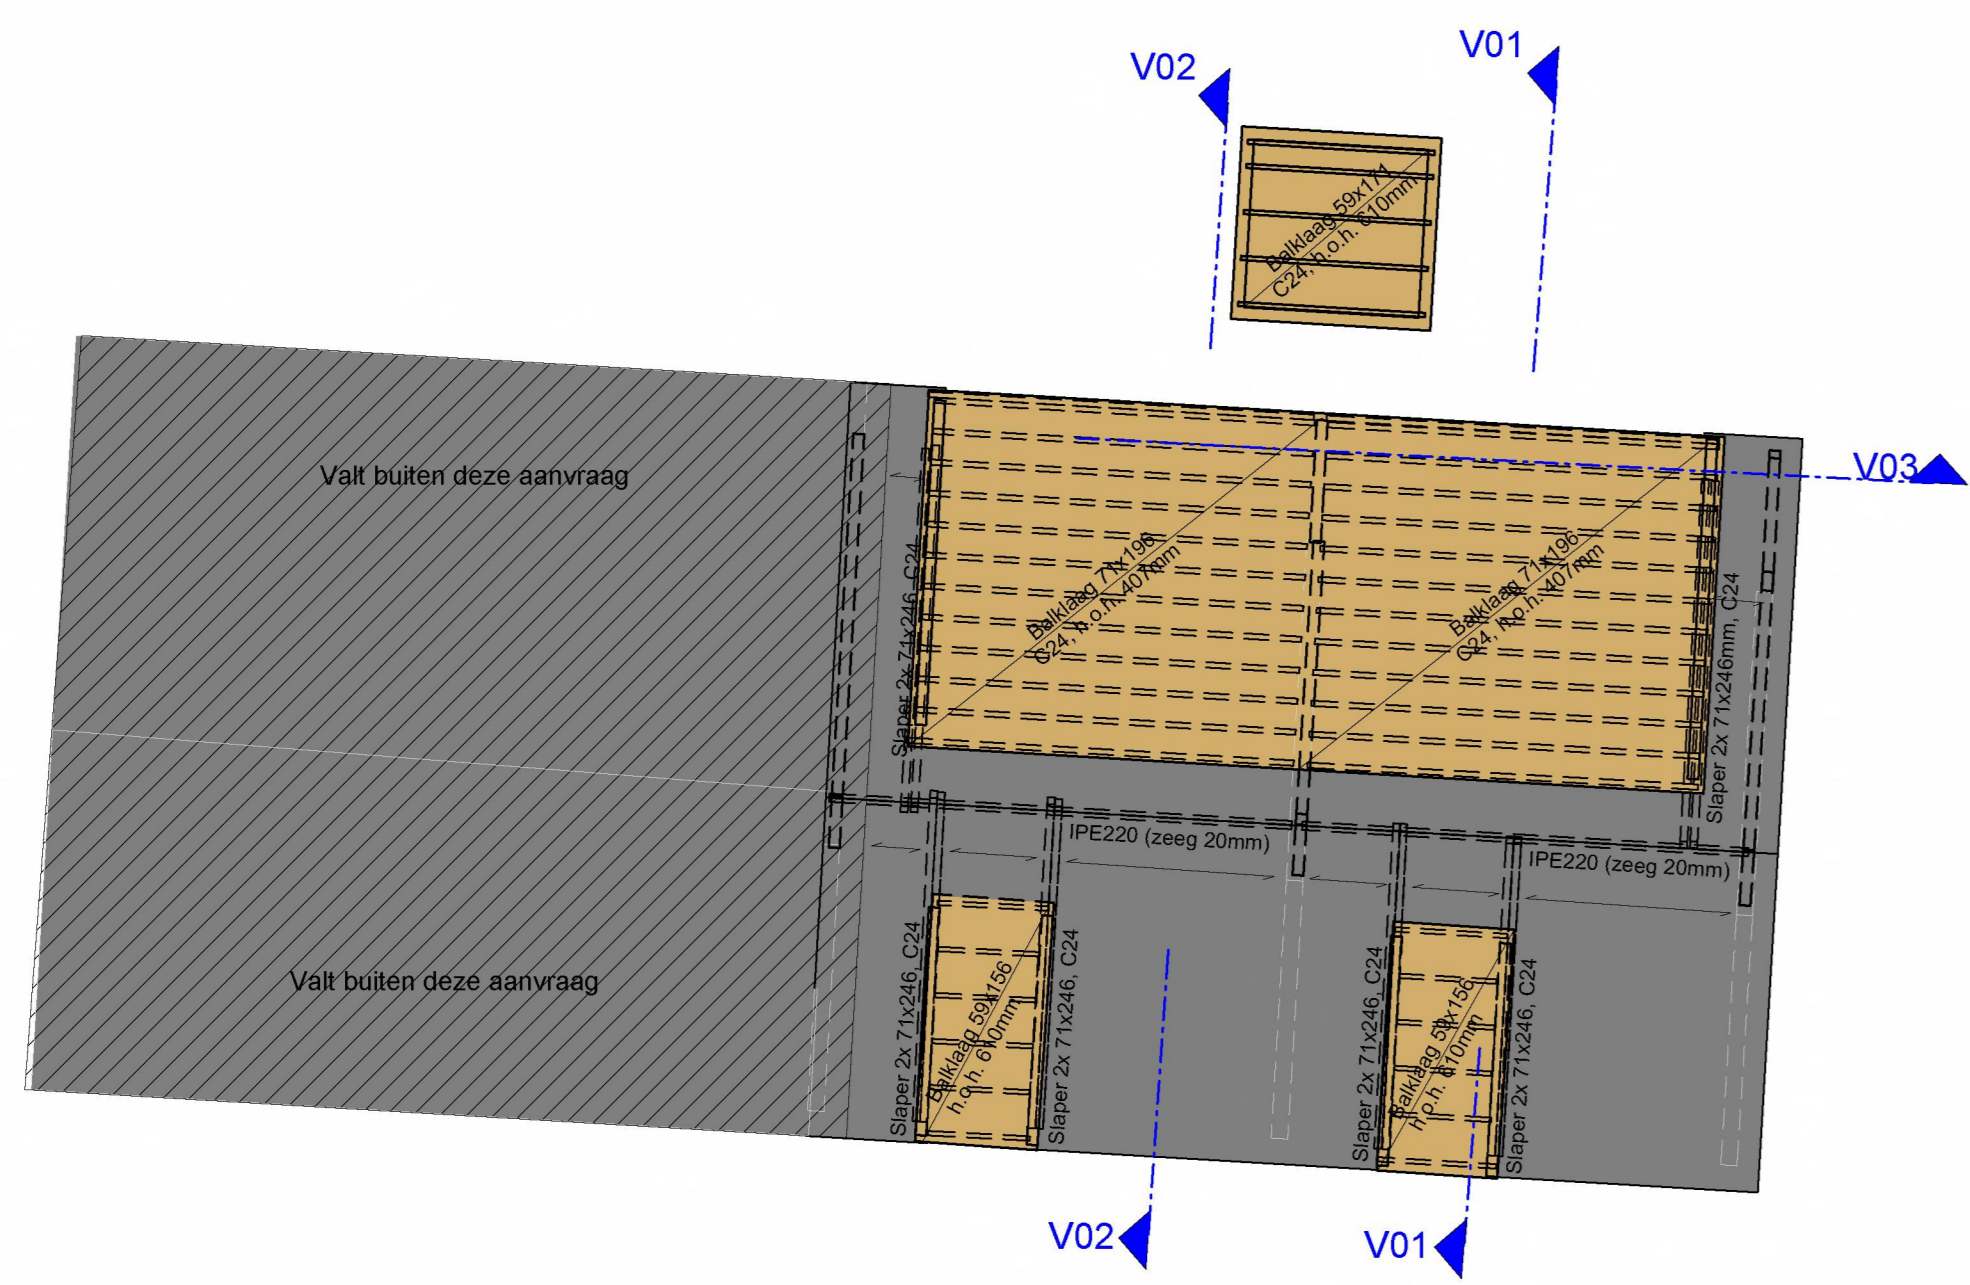 V01
V02
Balklaag 59x171
C24, h.o.h. 610mm
V03
Valt buiten deze aanvraag
Slaper 2x 71x246, C24
Balklaag 71x196
C24, h.o.h. 407mm
Balklaag 71x196
C24, h.o.h. 407mm
Slaper 2x 71x246mm, C24
IPE220 (zeeg 20mm)
IPE220 (zeeg 20mm)
Valt buiten deze aanvraag
Slaper 2x 71x246, C24
Balklaag 59x156
h.o.h. 610mm
Slaper 2x 71x246, C24
Slaper 2x 71x246, C24
Balklaag 59x156
h.o.h. 610mm
Slaper 2x 71x246, C24
V02
V01